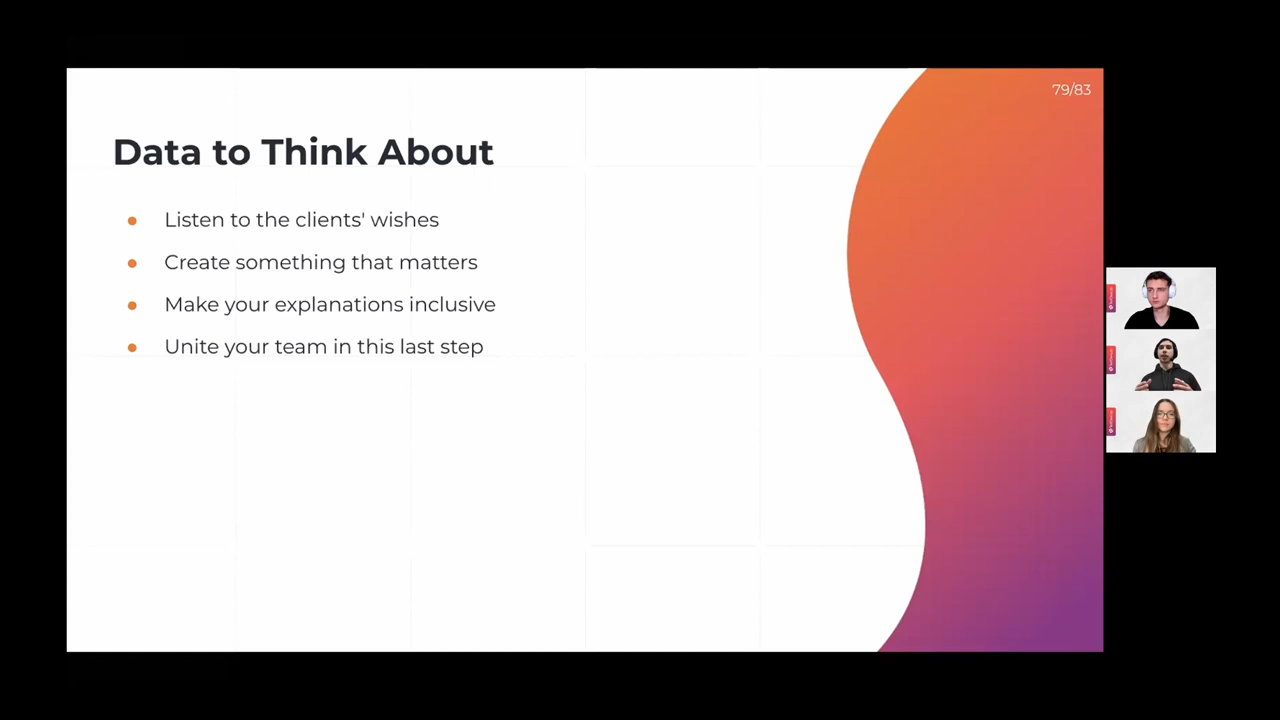 79/83
Data to Think About
Listen to the clients' wishes
Create something that matters
Make your explanations inclusive
Unite your team in this last step